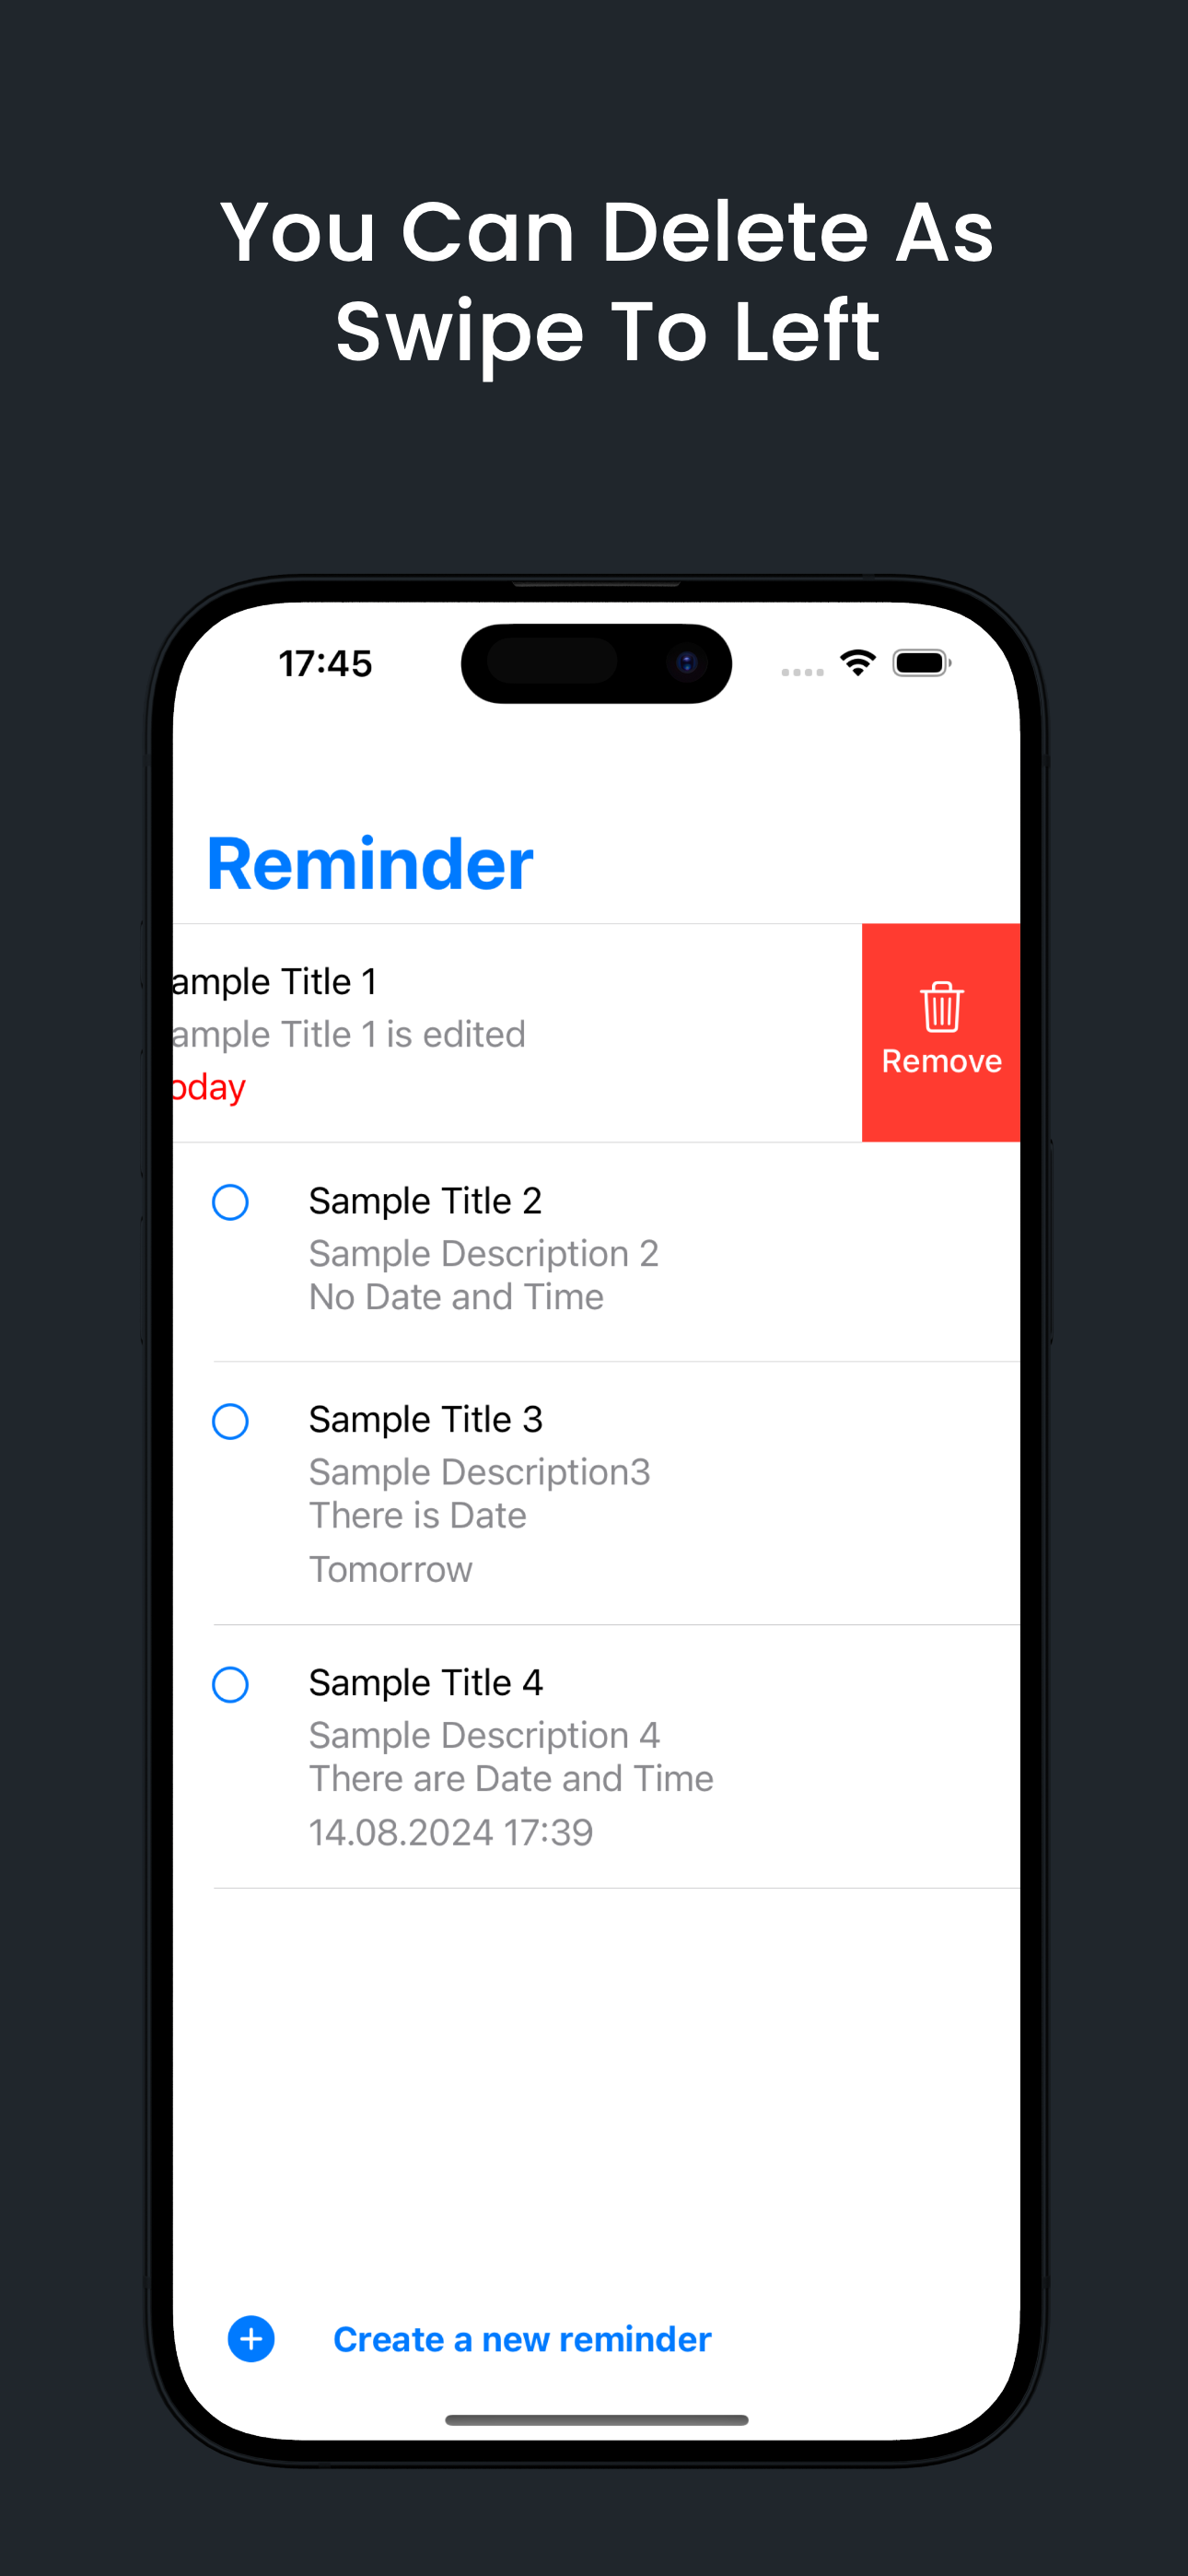 You Can Delete As
Swipe To Left
17:45
Reminder
ample Title 1
ample Title 1 is edited
oday
Remove
Sample Title 2
Sample Description 2
No Date and Time
Sample Title 3
Sample Description3
There is Date
Tomorrow
Sample Title 4
Sample Description 4
There are Date and Time
14.08.2024 17:39
Create a new reminder